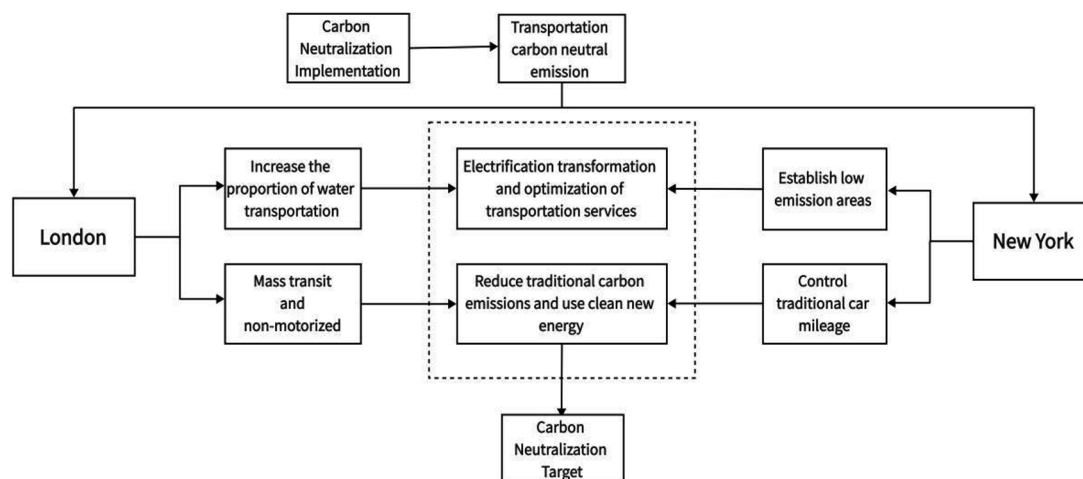 Carbon
Neutralization
Implementation
Transportation
carbon neutral
emission
Increase the
proportion of water
transportation
Electrification transformation
and optimization of
transportation services
Establish low
emission areas
London
New York
Mass transit
and
non-motorized
Reduce traditional carbon
emissions and use clean new
energy
Control
traditional car
mileage
Carbon
Neutralization
Target